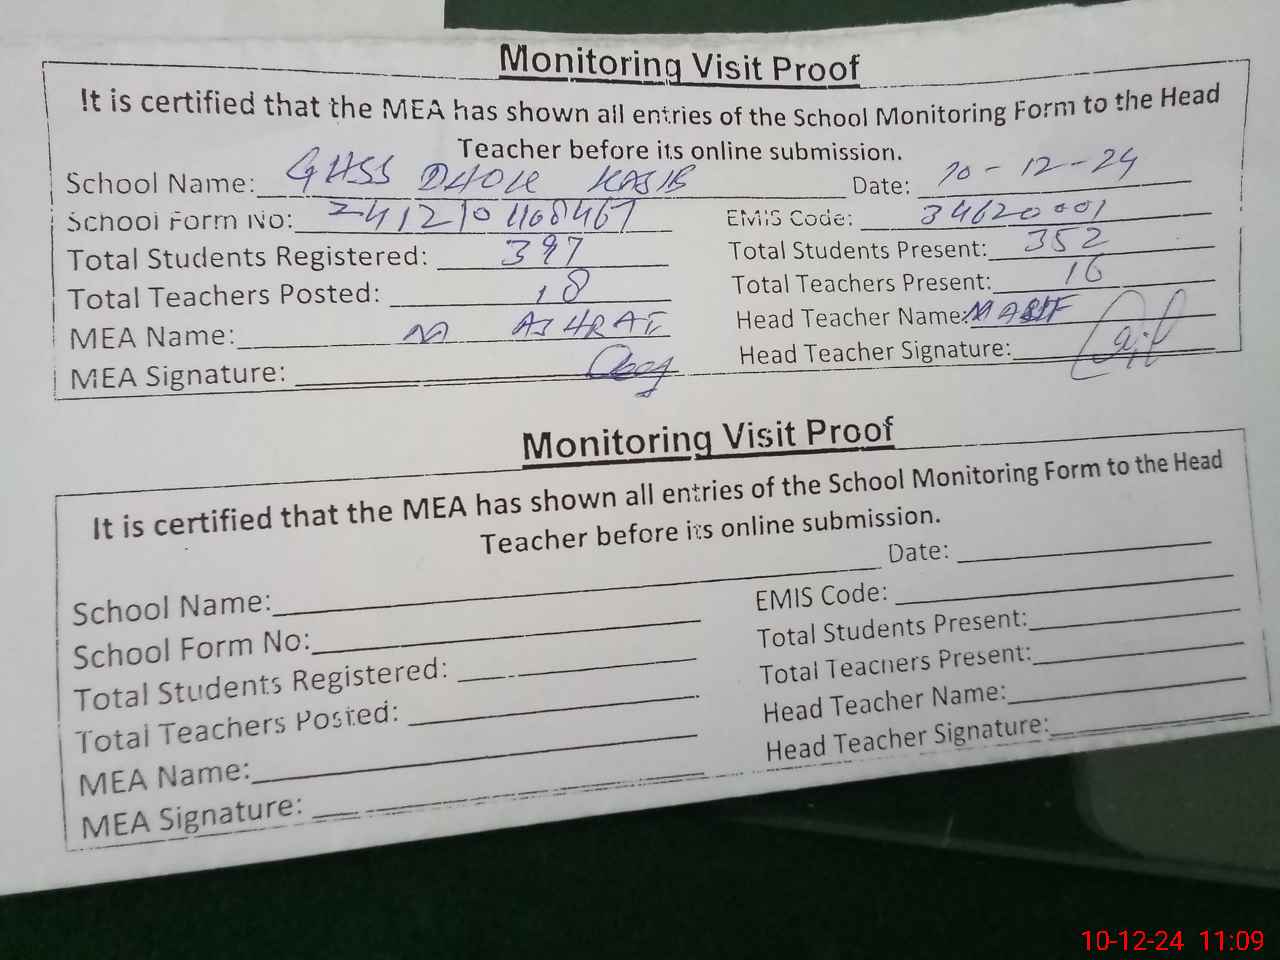 Monitoring Visit Proof
It is certified that the MEA has shown all entries of the School Monitoring Form to the Head
Teacher before its online submission.
School Name: GHSS DHOK KASIB Date: 10-12-24
School Form No: EMIS Code: 34620001
Total Students Registered: 397 Total Students Present: 352
Total Teachers Posted: 18 Total Teachers Present: 16
MEA Name: M ASHRAF Head Teacher Name:
MEA Signature: Head Teacher Signature:
Monitoring Visit Proof
It is certified that the MEA has shown all entries of the School Monitoring Form to the Head
Teacher before its online submission.
School Name: Date:
School Form No: EMIS Code:
Total Students Registered: Total Students Present:
Total Teachers Posted: Total Teachers Present:
MEA Name: Head Teacher Name:
MEA Signature: Head Teacher Signature:
10-12-24 11:09